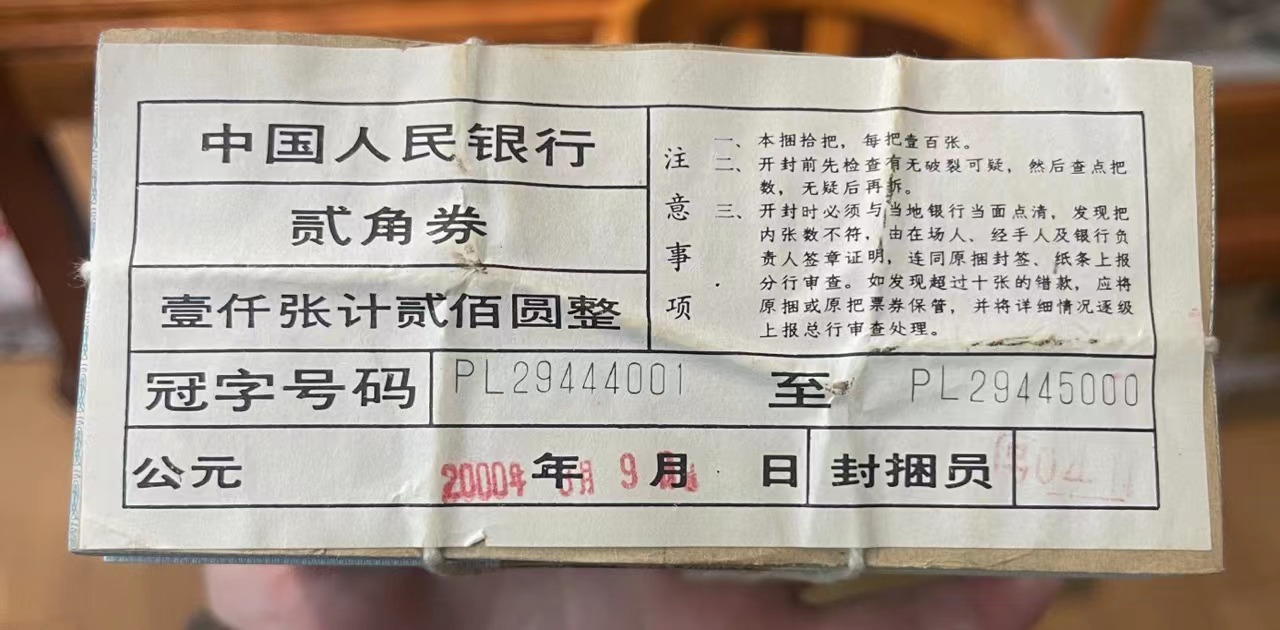 中国人民银行
贰角券
壹仟张计贰佰圆整
注意事项
一、本捆拾把，每把壹百张。
二、开封前先检查有无破裂可疑，然后查点把
数，无疑后再拆。
三、开封时必须与当地银行当面点清，发现把
内张数不符，由在场人、经手人及银行负
责人签章证明，连同原捆封签、纸条上报
分行审查。如发现超过十张的错款，应将
原捆或原把票券保管，并将详细情况逐级
上报总行审查处理。
冠字号码 PL29444001 至 PL29445000
公元 2000年 年 月 9 月 日 封捆员